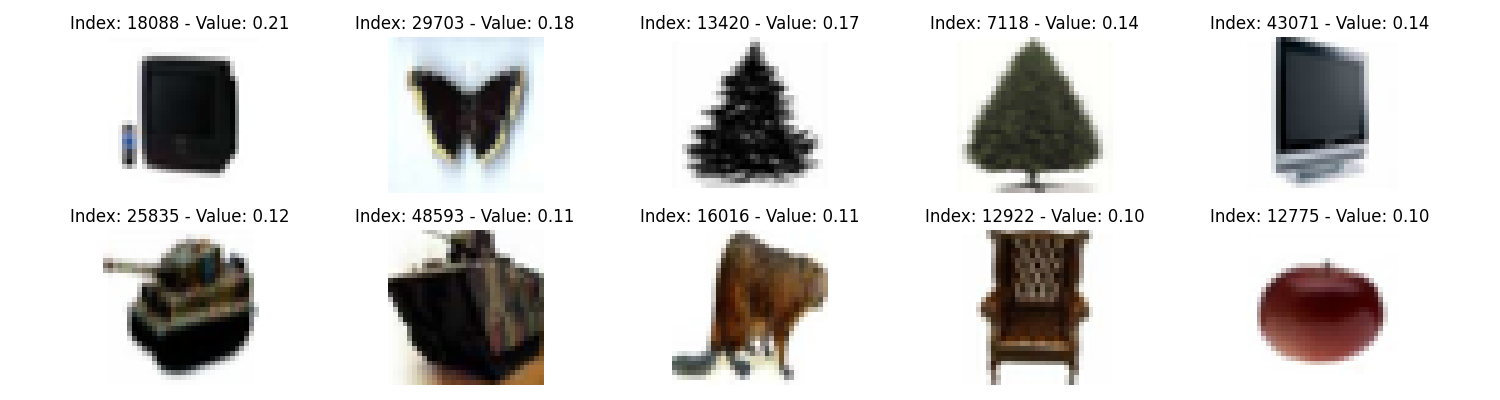 Index: 18088 - Value: 0.21
Index: 29703 - Value: 0.18
Index: 13420 - Value: 0.17
Index: 7118 - Value: 0.14
Index: 43071 - Value: 0.14
Index: 25835 - Value: 0.12
Index: 48593 - Value: 0.11
Index: 16016 - Value: 0.11
Index: 12922 - Value: 0.10
Index: 12775 - Value: 0.10